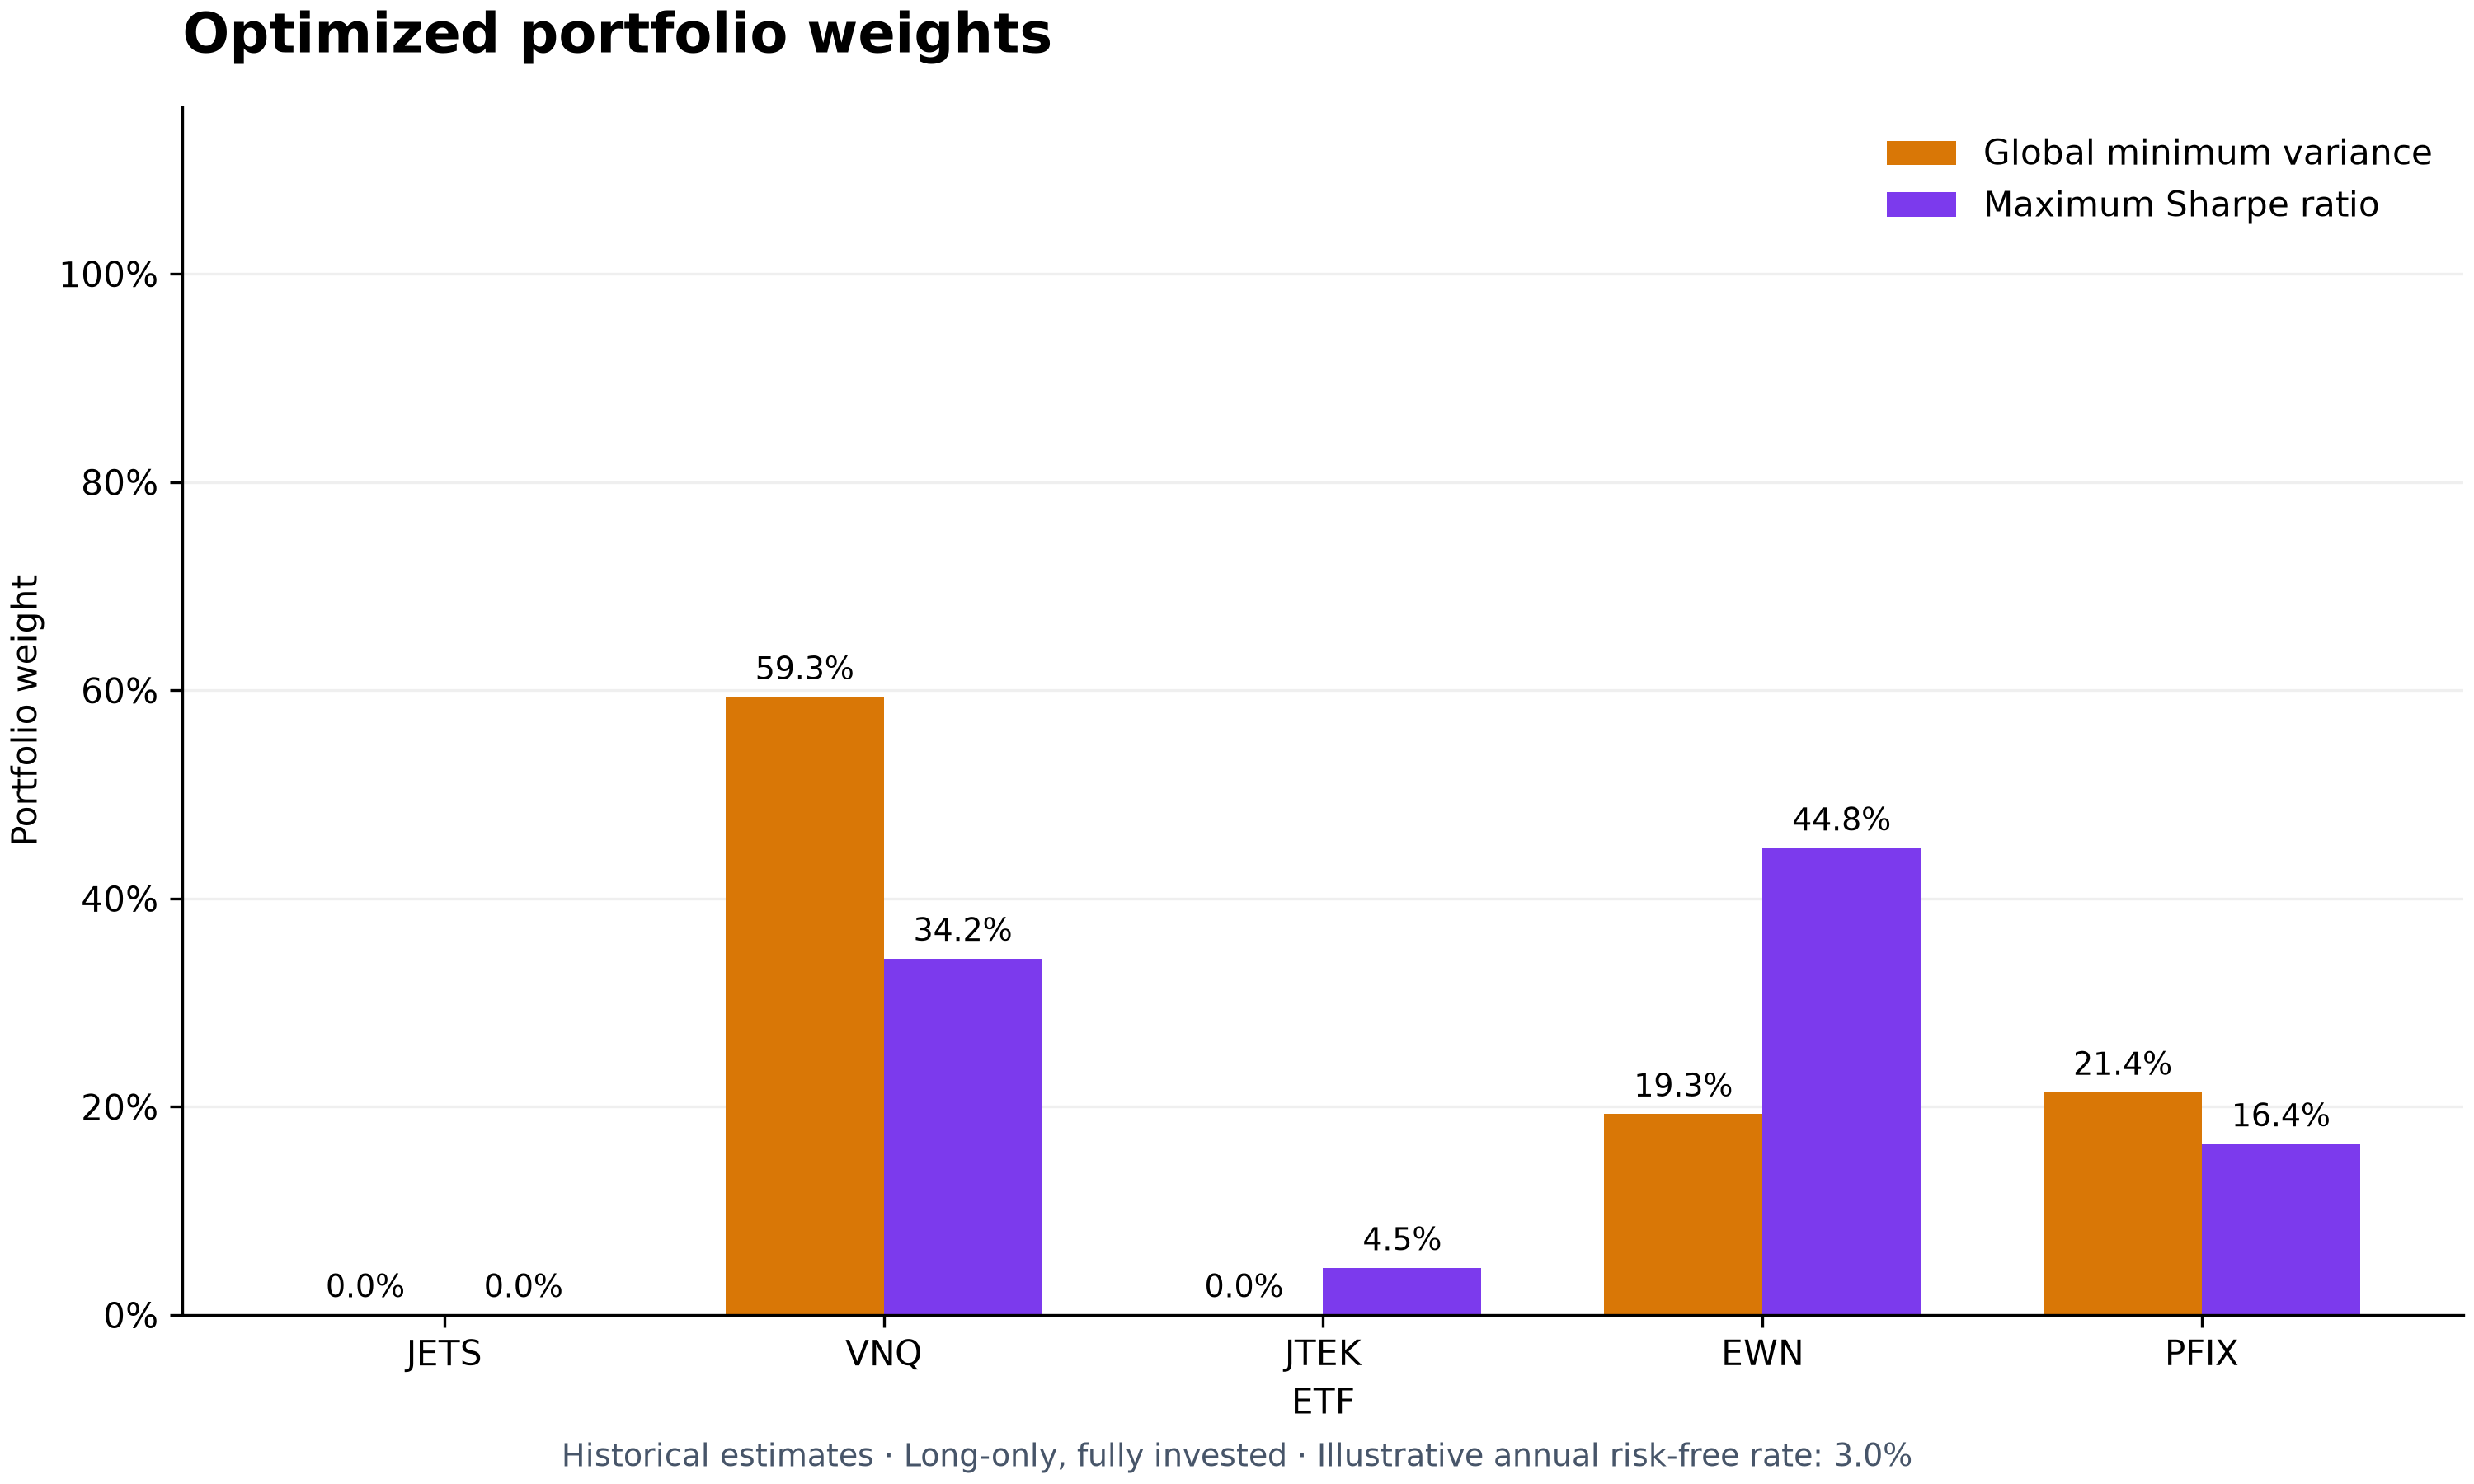 Optimized portfolio weights
Global minimum variance
Maximum Sharpe ratio
Portfolio weight
100%
80%
60%
40%
20%
0%
0.0%
0.0%
59.3%
34.2%
0.0%
4.5%
19.3%
44.8%
21.4%
16.4%
JETS
VNQ
JTEK
EWN
PFIX
ETF
Historical estimates · Long-only, fully invested · Illustrative annual risk-free rate: 3.0%